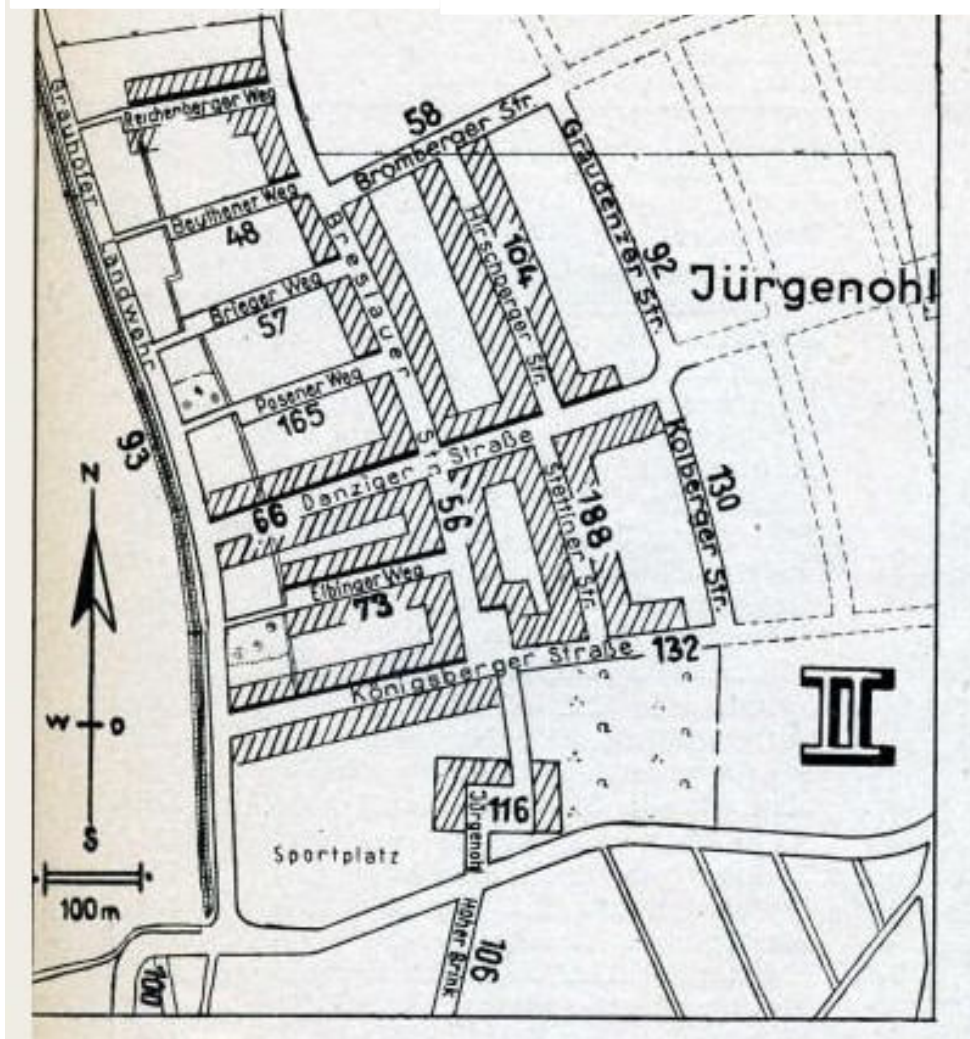 Grauhofer Landwehr
93
Reichenberger Weg
58
Bromberger Str.
Beuthener Weg
48
Brieger Weg
57
Posener Weg
165
Breslauer Str.
56
Hirschberger Str.
104
Graudenzer Str.
92
Jürgenohl
Danziger Straße
66
Stettiner Str.
188
Kolberger Str.
130
Elbinger Weg
73
Königsberger Straße
132
II
N
W
O
S
100m
Sportplatz
Jürgenohl
116
Hoher Brink
106
100